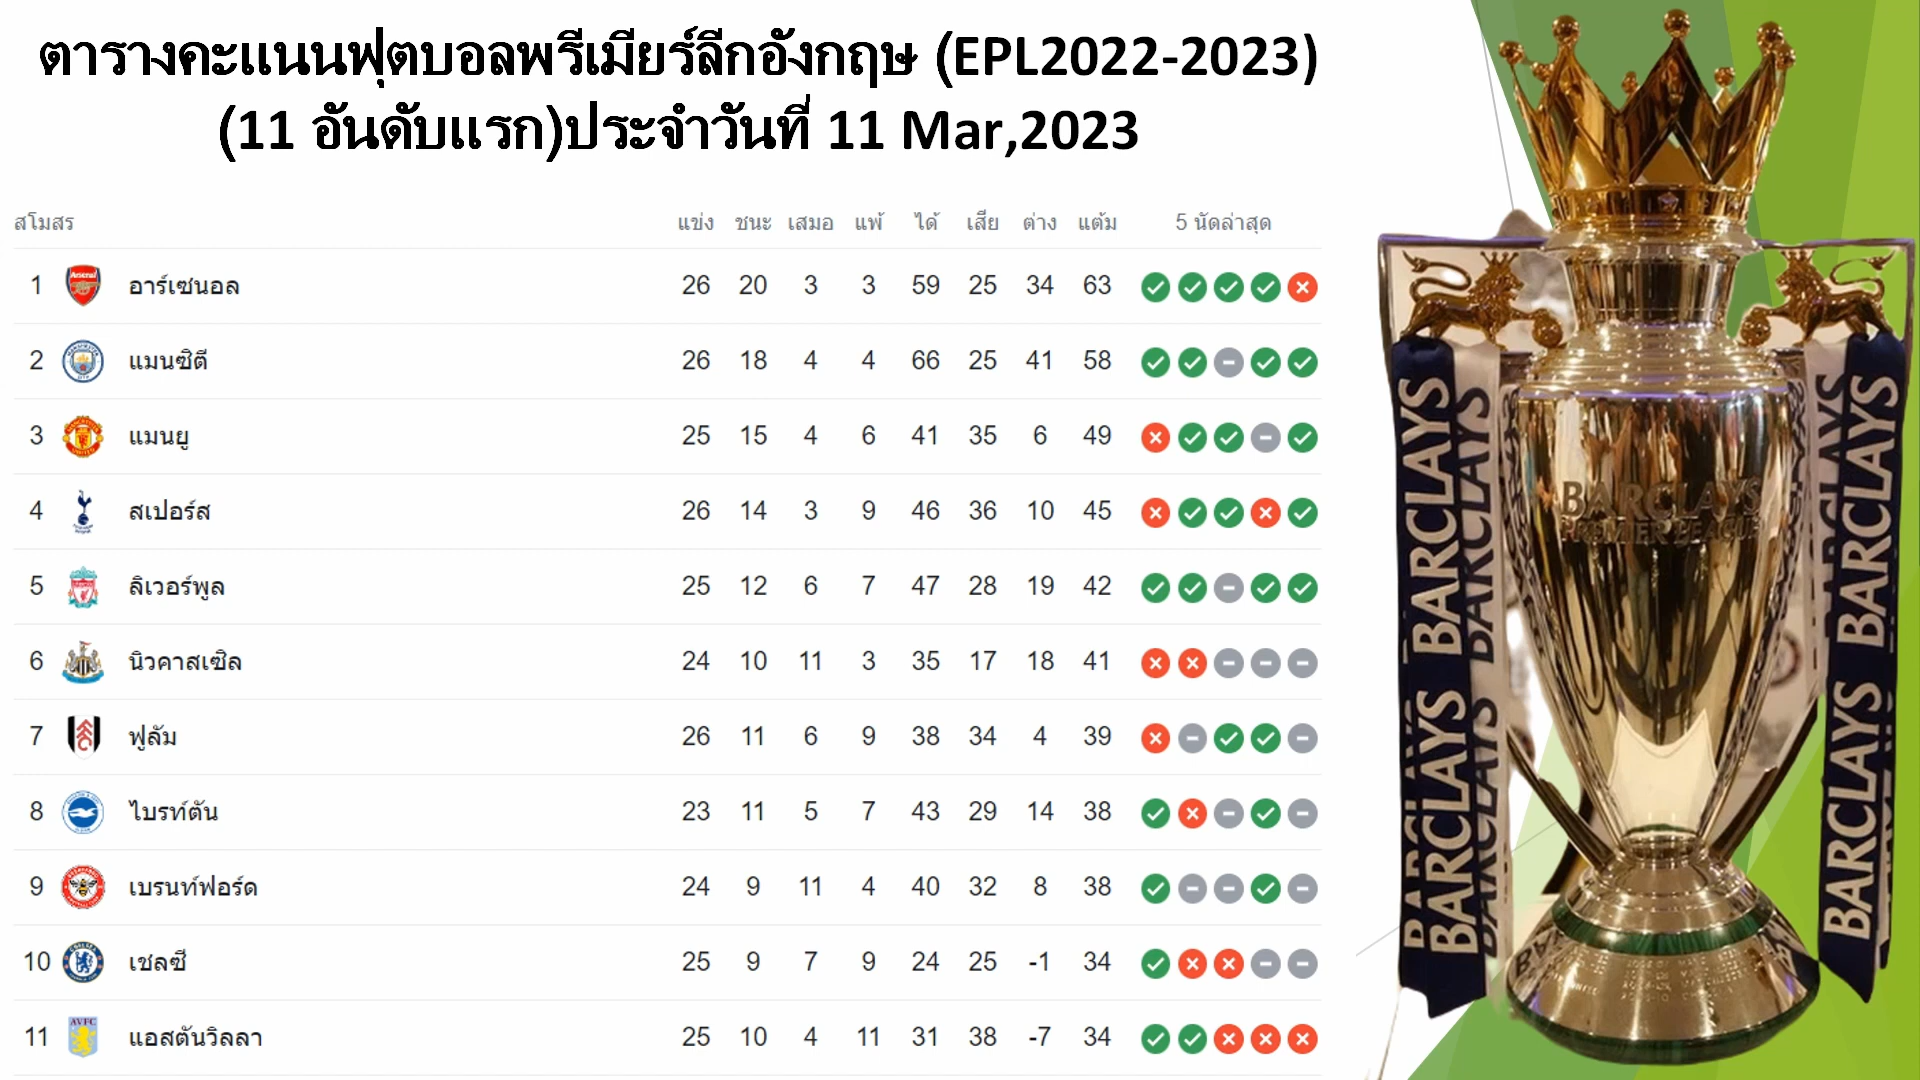 ตารางคะแนนฟุตบอลพรีเมียร์ลีกอังกฤษ (EPL2022-2023)
(11 อันดับแรก)ประจำวันที่ 11 Mar,2023
สโมสร แข่ง ชนะ เสมอ แพ้ ได้ เสีย ต่าง แต้ม 5 นัดล่าสุด
1 Arsenal อาร์เซนอล 26 20 3 3 59 25 34 63
2 แมนซิตี 26 18 4 4 66 25 41 58
3 แมนยู 25 15 4 6 41 35 6 49
4 สเปอร์ส 26 14 3 9 46 36 10 45
5 ลิเวอร์พูล 25 12 6 7 47 28 19 42
6 นิวคาสเซิล 24 10 11 3 35 17 18 41
7 ฟูลัม 26 11 6 9 38 34 4 39
8 ไบรท์ตัน 23 11 5 7 43 29 14 38
9 เบรนท์ฟอร์ด 24 9 11 4 40 32 8 38
10 เชลซี 25 9 7 9 24 25 -1 34
11 AVFC แอสตันวิลลา 25 10 4 11 31 38 -7 34
BARCLAYS
PREMIER LEAGUE
BARCLAYS BARCLAYS
BARCLAYS BARCLAYS
BARCLAYS BARCLAYS